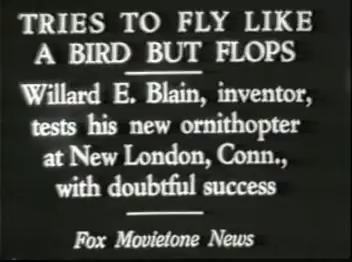 TRIES TO FLY LIKE
A BIRD BUT FLOPS
Willard E. Blain, inventor,
tests his new ornithopter
at New London, Conn.,
with doubtful success
Fox Movietone News